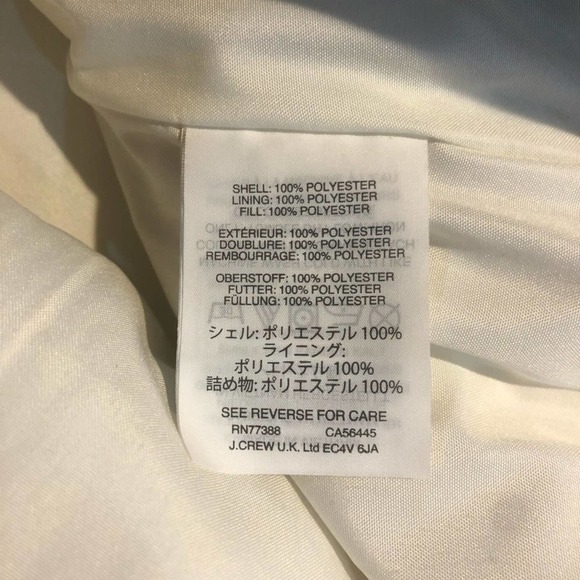 SHELL: 100% POLYESTER
LINING: 100% POLYESTER
FILL: 100% POLYESTER
EXTÉRIEUR: 100% POLYESTER
DOUBLURE: 100% POLYESTER
REMBOURRAGE: 100% POLYESTER
OBERSTOFF: 100% POLYESTER
FUTTER: 100% POLYESTER
FÜLLUNG: 100% POLYESTER
シェル: ポリエステル 100%
ライニング:
ポリエステル 100%
詰め物: ポリエステル 100%
SEE REVERSE FOR CARE
RN77388 CA56445
J.CREW U.K. Ltd EC4V 6JA